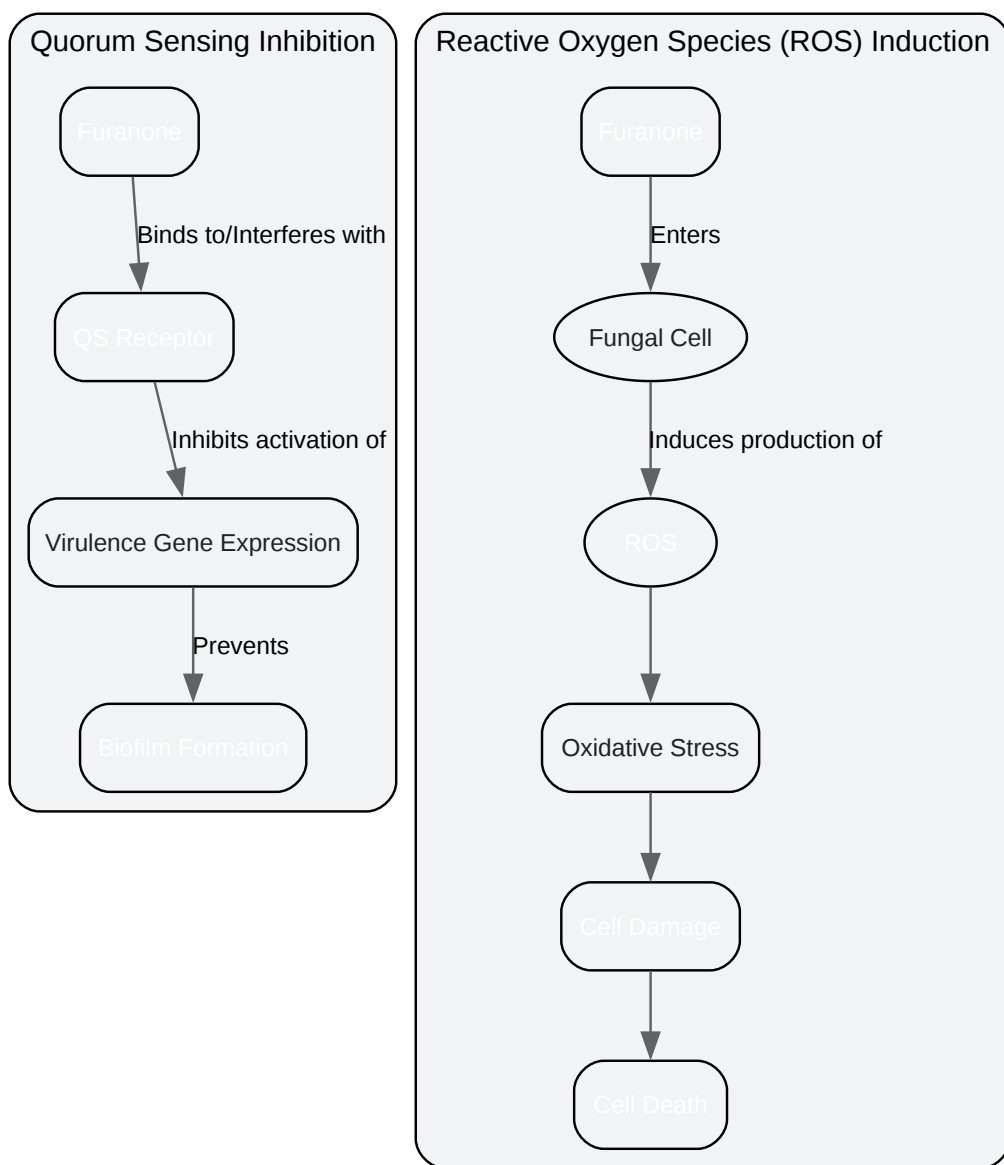 Quorum Sensing Inhibition
Furanone
Binds to/Interferes with
QS Receptor
Inhibits activation of
Virulence Gene Expression
Prevents
Biofilm Formation
Reactive Oxygen Species (ROS) Induction
Furanone
Enters
Fungal Cell
Induces production of
ROS
Oxidative Stress
Cell Damage
Cell Death